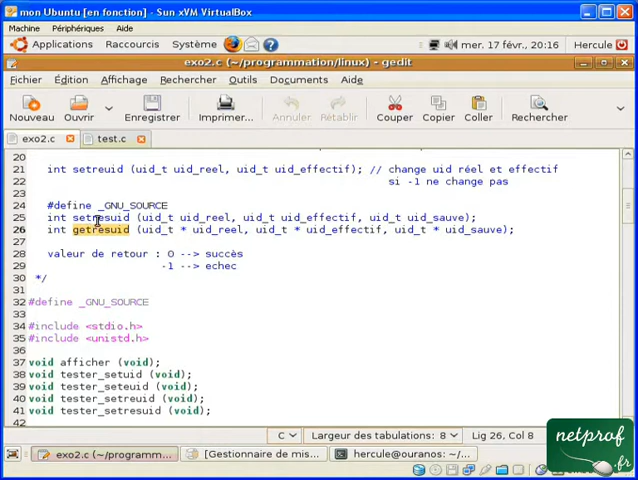 mon Ubuntu [en fonction] - Sun xVM VirtualBox
Machine Périphériques Aide
Applications Raccourcis Système mer. 17 févr., 20:16 Hercule
exo2.c (~/programmation/linux) - gedit
Fichier Édition Affichage Rechercher Outils Documents Aide
Nouveau Ouvrir Enregistrer Imprimer... Annuler Rétablir Couper Copier Coller
exo2.c test.c
20
21 int setreuid (uid_t uid_reel, uid_t uid_effectif); // change uid réel et effectif
22 si -1 ne change pas
23
24 #define _GNU_SOURCE
25 int setresuid (uid_t uid_reel, uid_t uid_effectif, uid_t uid_sauve);
26 int getresuid (uid_t * uid_reel, uid_t * uid_effectif, uid_t * uid_sauve);
27
28 valeur de retour : 0 --> succès
29 -1 --> echec
30 */
31
32 #define _GNU_SOURCE
33
34 #include <stdio.h>
35 #include <unistd.h>
36
37 void afficher (void);
38 void tester_setuid (void);
39 void tester_seteuid (void);
40 void tester_setreuid (void);
41 void tester_setresuid (void);
42
C Largeur des tabulations: 8 Lig 26, Col 8 INS
exo2.c (~/programm... [Gestionnaire de mis... hercule@ouranos: ~/...
netprof
.fr